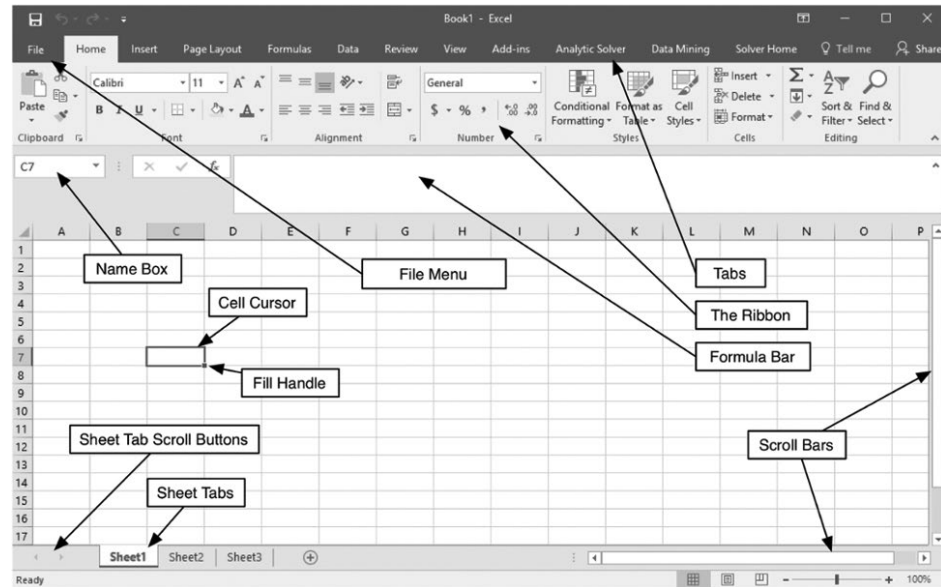 Book1 - Excel
File Home Insert Page Layout Formulas Data Review View Add-ins Analytic Solver Data Mining Solver Home Tell me Share
Calibri 11 A A General Insert
Paste B I U A $ % , Conditional Format as Cell Delete Sort & Find &
Formatting Table Styles Format Filter Select
Clipboard Font Alignment Number Styles Cells Editing
C7 fx
A B C D E F G H I J K L M N O P
1
2 Name Box File Menu Tabs
3
4 Cell Cursor
5 The Ribbon
6
7 Formula Bar
8 Fill Handle
9
10
11 Sheet Tab Scroll Buttons
12 Scroll Bars
13
14 Sheet Tabs
15
16
17
Sheet1 Sheet2 Sheet3
Ready 100%